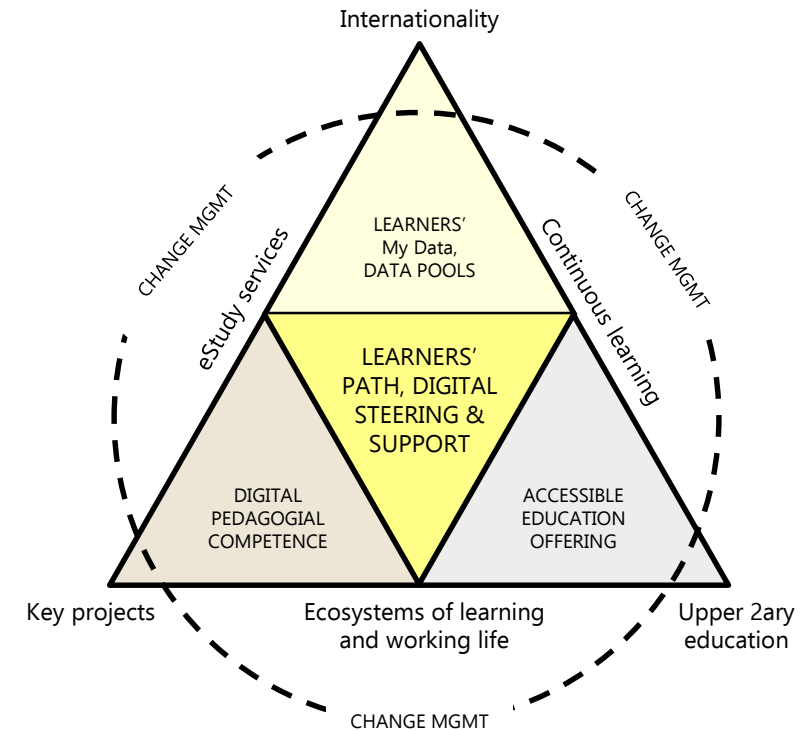 Internationality
CHANGE MGMT
CHANGE MGMT
eStudy services
Continuous learning
LEARNERS’
My Data,
DATA POOLS
LEARNERS’
PATH, DIGITAL
STEERING &
SUPPORT
DIGITAL
PEDAGOGIAL
COMPETENCE
ACCESSIBLE
EDUCATION
OFFERING
Key projects
Ecosystems of learning
and working life
Upper 2ary
education
CHANGE MGMT